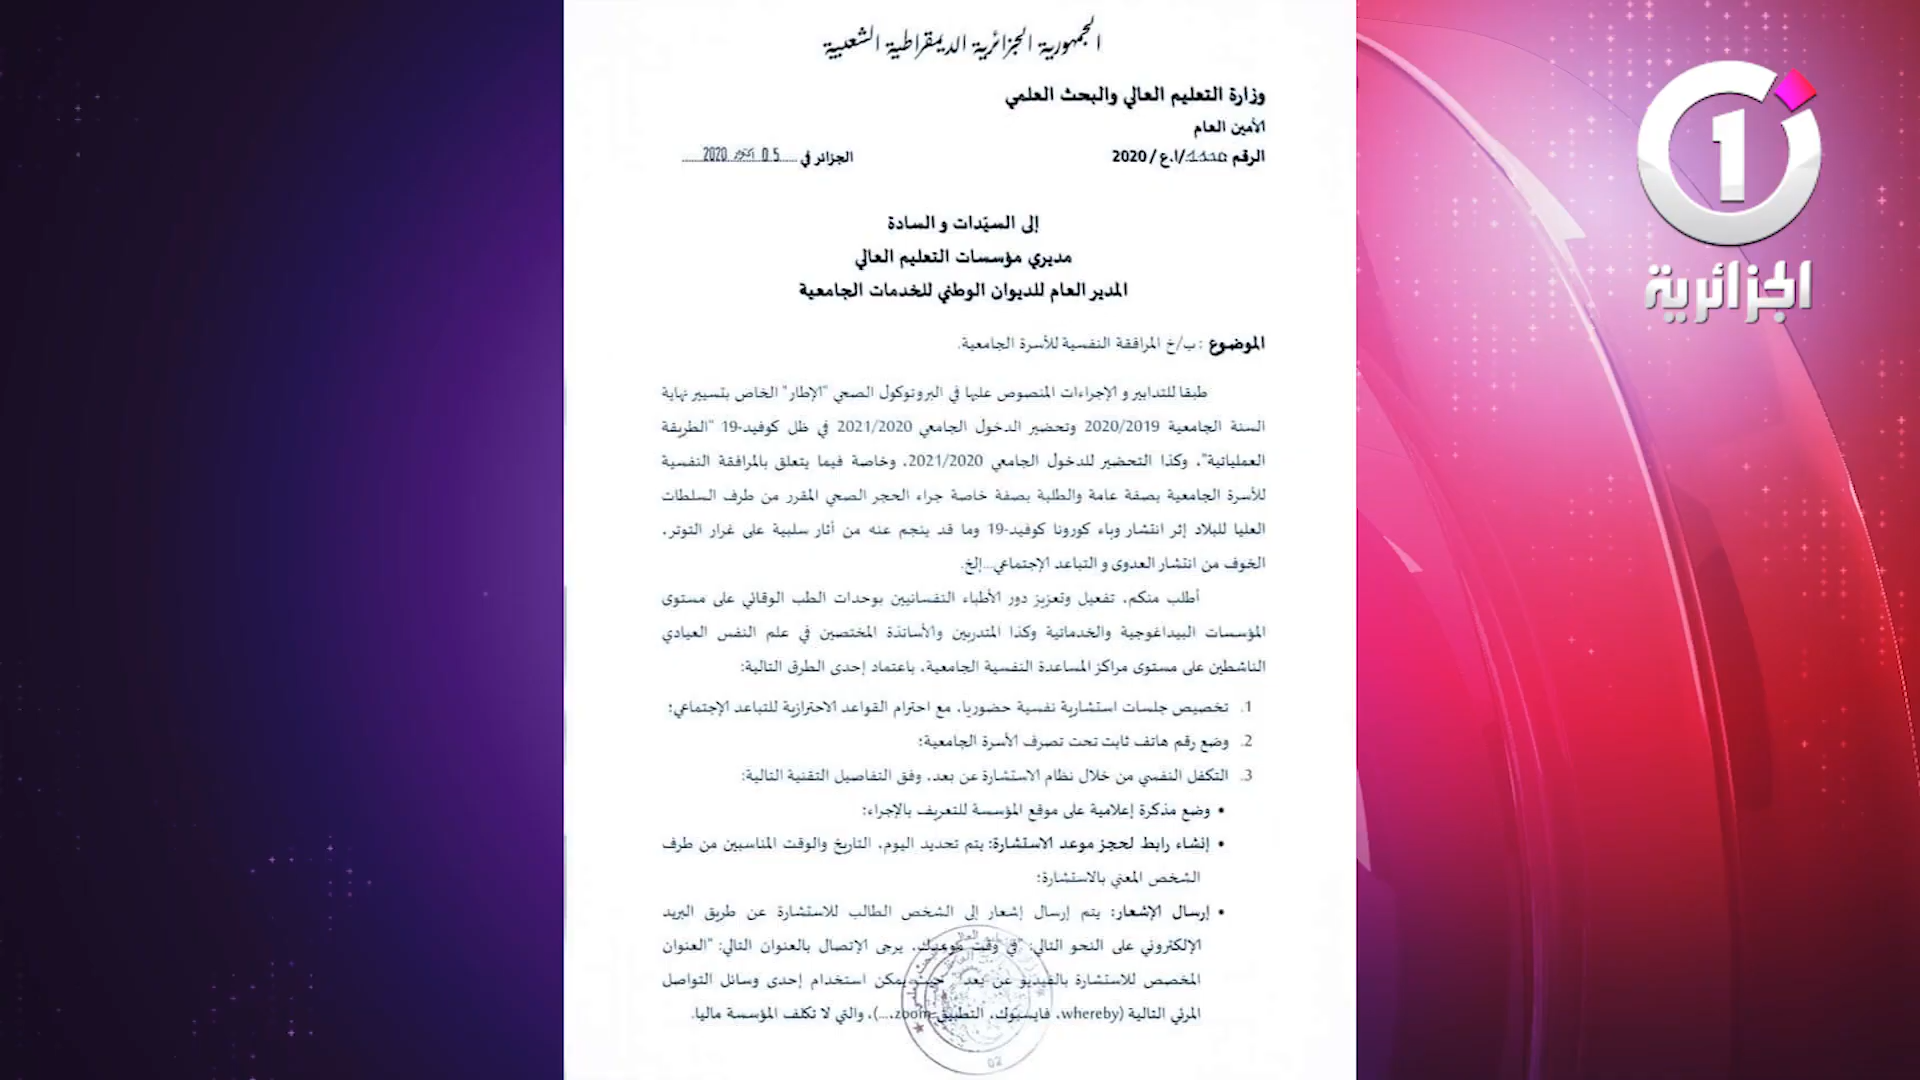 الجمهورية الجزائرية الديمقراطية الشعبية
وزارة التعليم العالي والبحث العلمي
الأمين العام
الرقم /ا.ع / 2020
الجزائر في 05 أكتوبر 2020
إلى السيّدات و السادة
مديري مؤسسات التعليم العالي
المدير العام للديوان الوطني للخدمات الجامعية
الموضوع : ب/خ المرافقة النفسية للأسرة الجامعية.
طبقا للتدابير و الإجراءات المنصوص عليها في البروتوكول الصحي "الإطار" الخاص بتسيير نهاية
السنة الجامعية 2020/2019 وتحضير الدخول الجامعي 2021/2020 في ظل كوفيد-19 "الطريقة
العملياتية"، وكذا التحضير للدخول الجامعي 2021/2020، وخاصة فيما يتعلق بالمرافقة النفسية
للأسرة الجامعية بصفة عامة والطلبة بصفة خاصة جراء الحجر الصحي المقرر من طرف السلطات
العليا للبلاد إثر انتشار وباء كورونا كوفيد-19 وما قد ينجم عنه من أثار سلبية على غرار التوتر،
الخوف من انتشار العدوى و التباعد الإجتماعي...إلخ.
أطلب منكم، تفعيل وتعزيز دور الأطباء النفسانيين بوحدات الطب الوقائي على مستوى
المؤسسات البيداغوجية والخدماتية وكذا المتدربين والأساتذة المختصين في علم النفس العيادي
الناشطين على مستوى مراكز المساعدة النفسية الجامعية، باعتماد إحدى الطرق التالية:
1. تخصيص جلسات استشارية نفسية حضوريا، مع احترام القواعد الاحترازية للتباعد الإجتماعي؛
2. وضع رقم هاتف ثابت تحت تصرف الأسرة الجامعية؛
3. التكفل النفسي من خلال نظام الاستشارة عن بعد، وفق التفاصيل التقنية التالية:
• وضع مذكرة إعلامية على موقع المؤسسة للتعريف بالإجراء؛
• إنشاء رابط لحجز موعد الاستشارة: يتم تحديد اليوم، التاريخ والوقت المناسبين من طرف
الشخص المعني بالاستشارة؛
• إرسال الإشعار: يتم إرسال إشعار إلى الشخص الطالب للاستشارة عن طريق البريد
الإلكتروني على النحو التالي: "في وقت موعدك، يرجى الإتصال بالعنوان التالي: "العنوان
المخصص للاستشارة بالفيديو عن بعد" حيث يمكن استخدام إحدى وسائل التواصل
المرئي التالية (whereby، فايسبوك، التطبيق zoom،...)، والتي لا تكلف المؤسسة ماليا.
02
1
الجزائرية